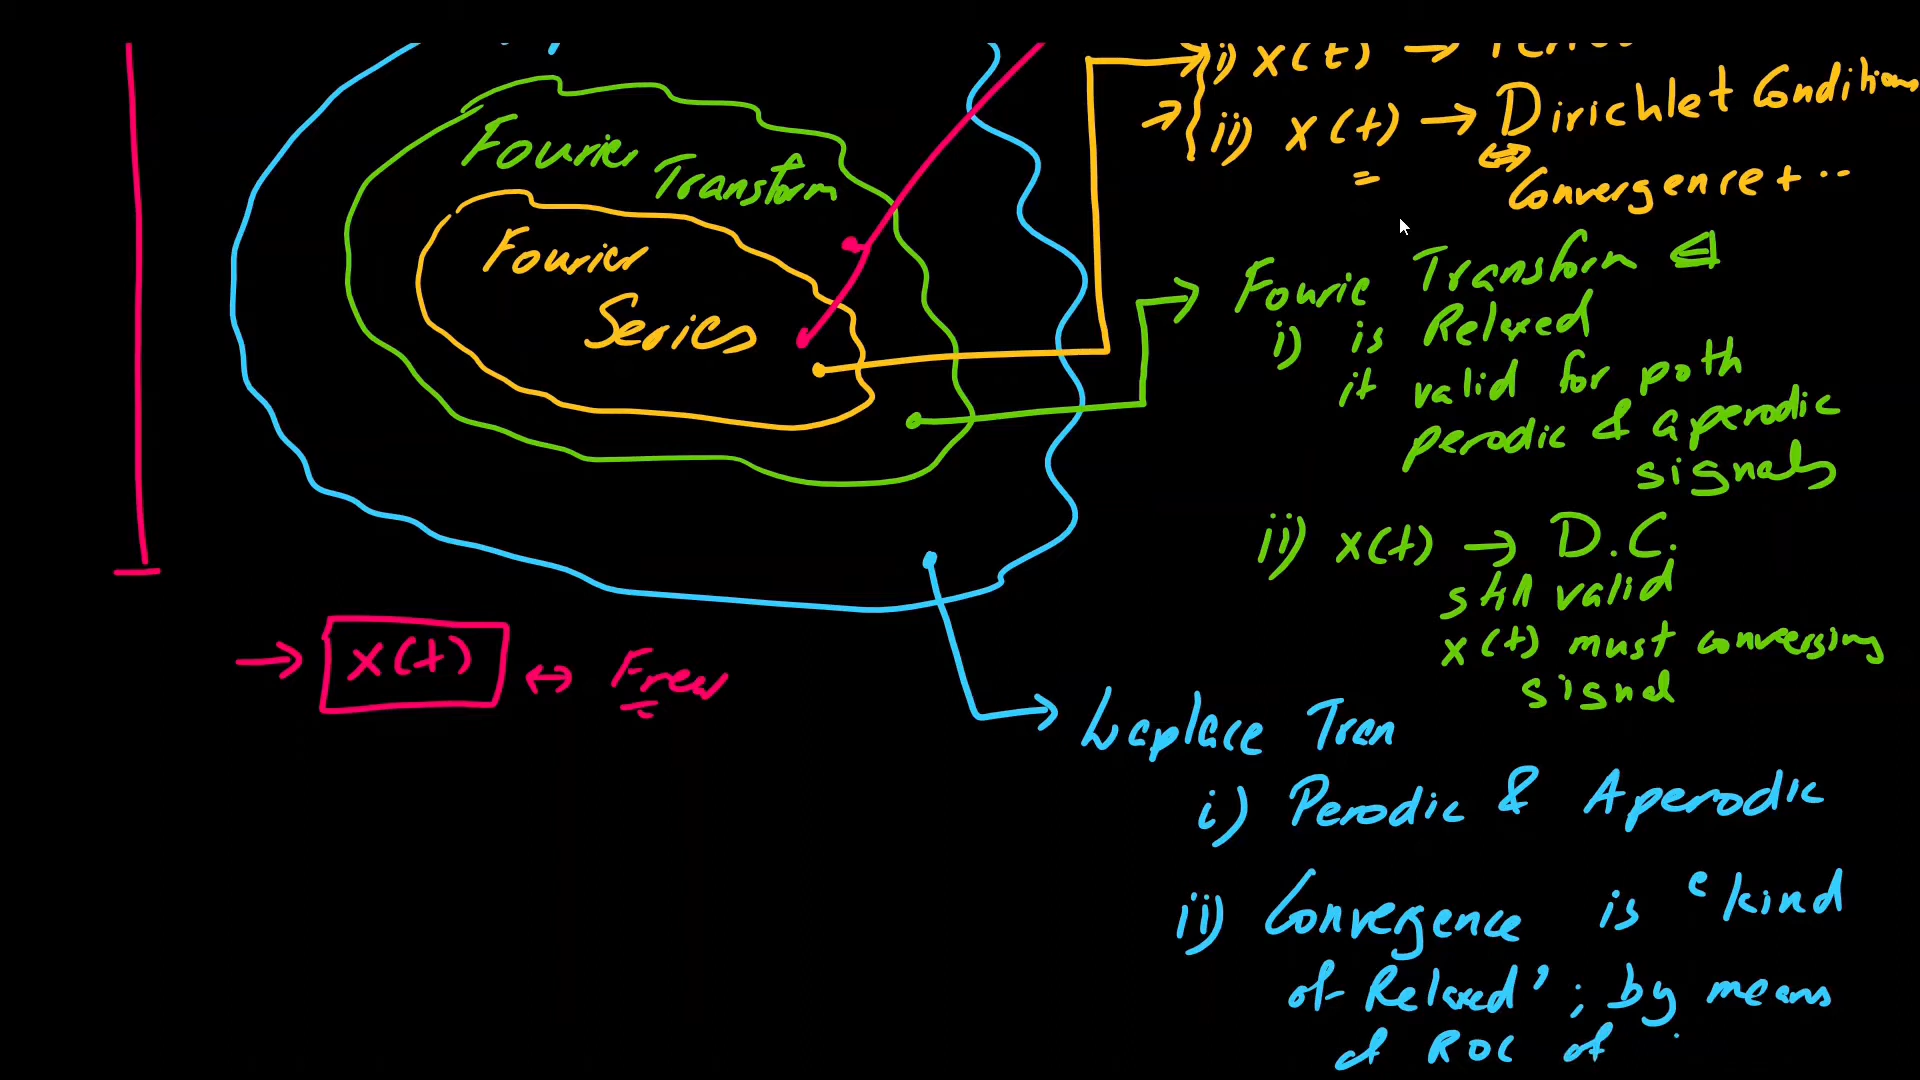 Fourier
Transform
Fourier
Series
i) x(t) →
ii) x(t) → Dirichlet Conditions
=
Convergence + ..
Fourie Transform
i) is Relaxed
it valid for poth
perodic & aperodic
signals
ii) x(t) → D.C.
still valid
x(t) must conversing
signal
→ x(t) ↔
Laplace Tran
i) Perodic & Aperodic
ii) Convergence is "kind
of Relaxed"; by means
of ROC of